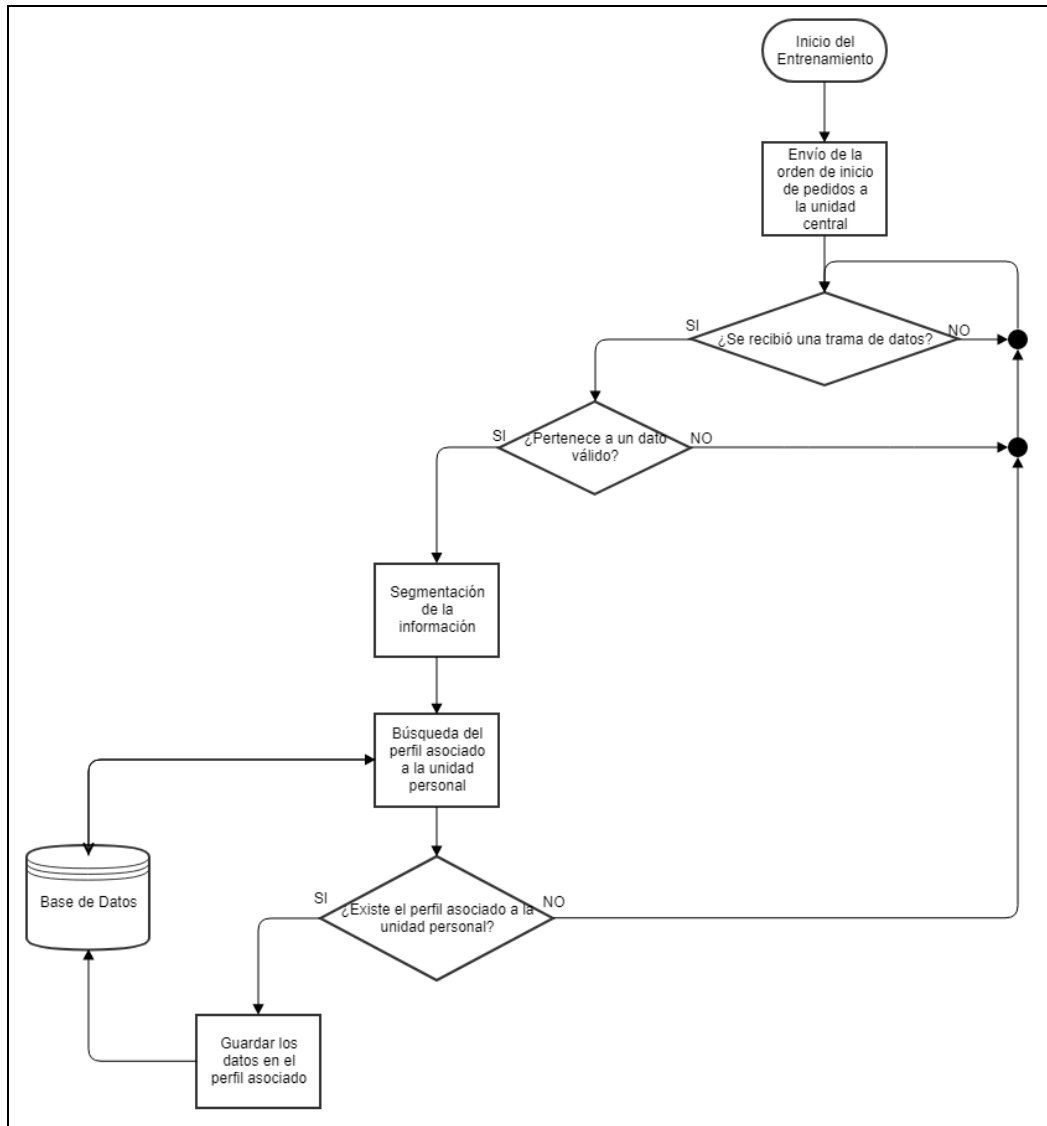 Inicio del
Entrenamiento
Envío de la
orden de inicio
de pedidos a
la unidad
central
SI
¿Se recibió una trama de datos?
NO
SI
¿Pertenece a un dato
válido?
NO
Segmentación
de la
información
Búsqueda del
perfil asociado
a la unidad
personal
Base de Datos
SI
¿Existe el perfil asociado a la
unidad personal?
NO
Guardar los
datos en el
perfil asociado